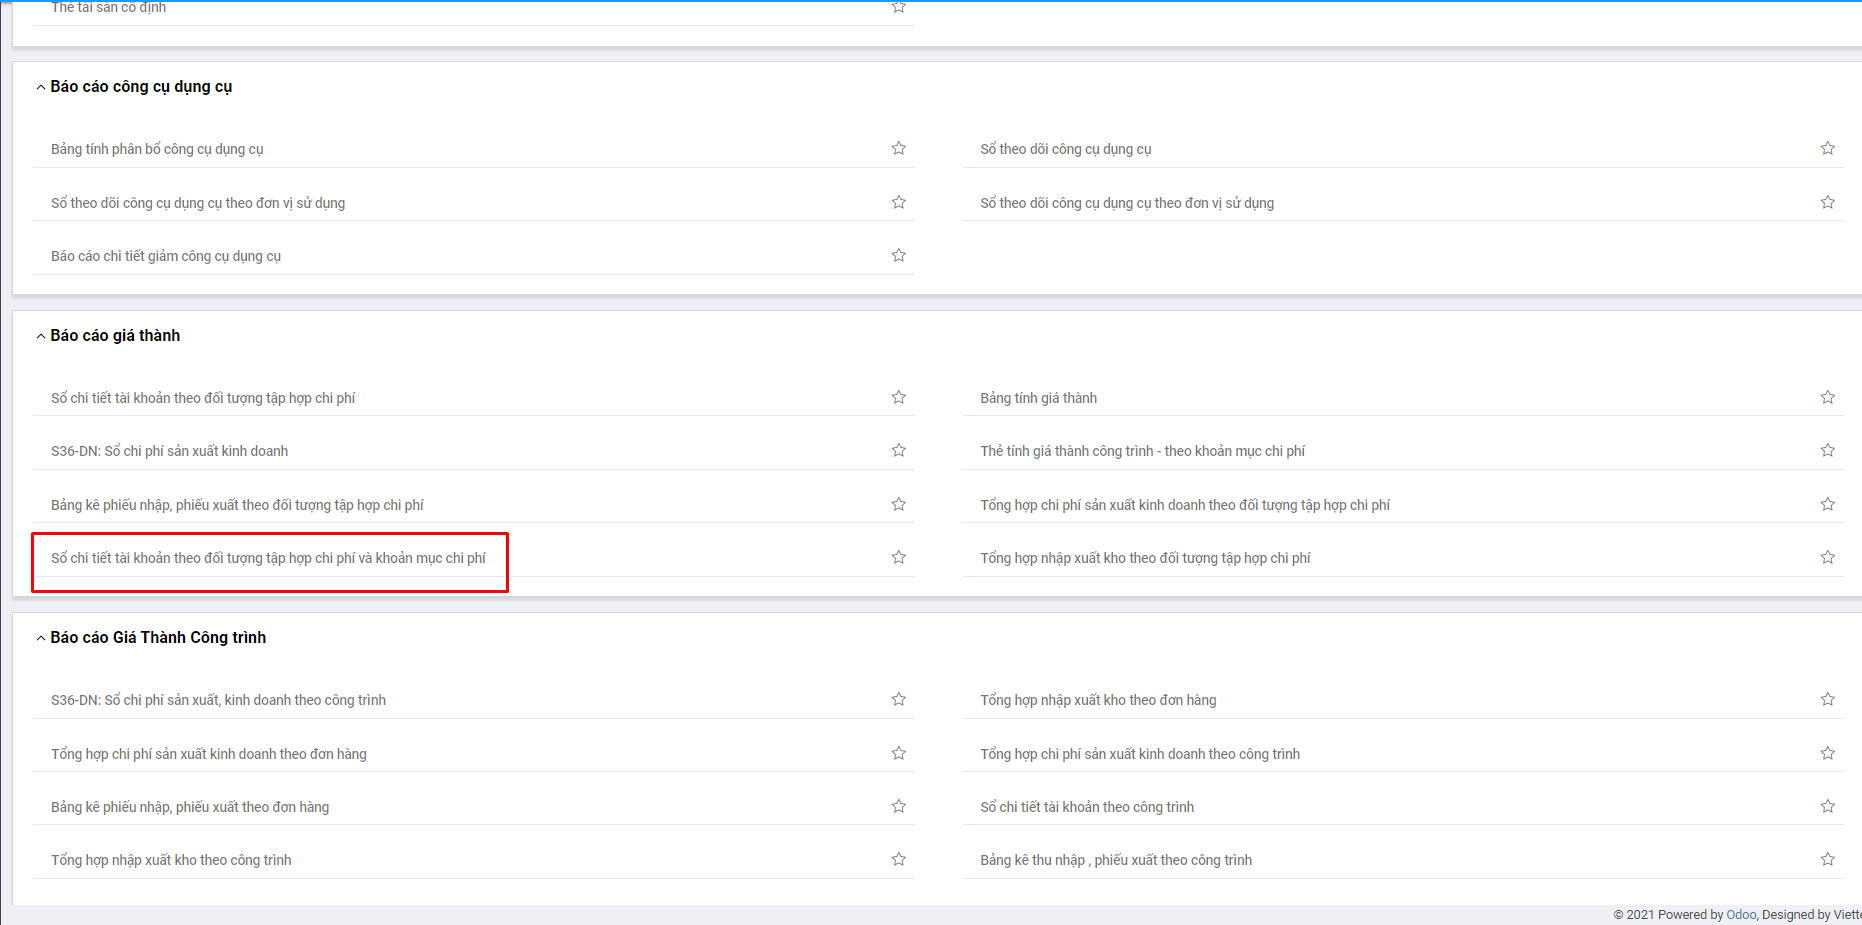 Thẻ tài sản cố định
Báo cáo công cụ dụng cụ
Bảng tính phân bổ công cụ dụng cụ
Sổ theo dõi công cụ dụng cụ
Sổ theo dõi công cụ dụng cụ theo đơn vị sử dụng
Sổ theo dõi công cụ dụng cụ theo đơn vị sử dụng
Báo cáo chi tiết giảm công cụ dụng cụ
Báo cáo giá thành
Sổ chi tiết tài khoản theo đối tượng tập hợp chi phí
Bảng tính giá thành
S36-DN: Sổ chi phí sản xuất kinh doanh
Thẻ tính giá thành công trình - theo khoản mục chi phí
Bảng kê phiếu nhập, phiếu xuất theo đối tượng tập hợp chi phí
Tổng hợp chi phí sản xuất kinh doanh theo đối tượng tập hợp chi phí
Sổ chi tiết tài khoản theo đối tượng tập hợp chi phí và khoản mục chi phí
Tổng hợp nhập xuất kho theo đối tượng tập hợp chi phí
Báo cáo Giá Thành Công trình
S36-DN: Sổ chi phí sản xuất, kinh doanh theo công trình
Tổng hợp nhập xuất kho theo đơn hàng
Tổng hợp chi phí sản xuất kinh doanh theo đơn hàng
Tổng hợp chi phí sản xuất kinh doanh theo công trình
Bảng kê phiếu nhập, phiếu xuất theo đơn hàng
Sổ chi tiết tài khoản theo công trình
Tổng hợp nhập xuất kho theo công trình
Bảng kê thu nhập , phiếu xuất theo công trình
© 2021 Powered by Odoo, Designed by Viette